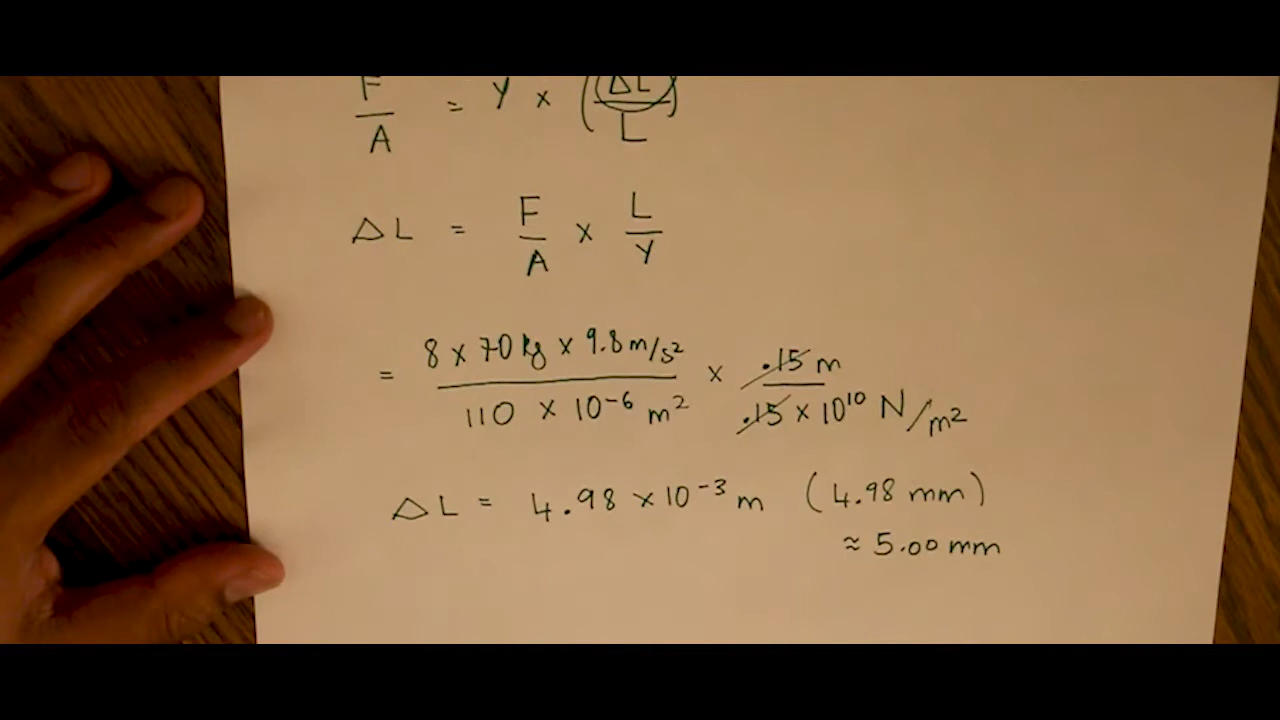 F/A = Y × (ΔL/L)
ΔL = F/A × L/Y
= 8 × 70 kg × 9.8 m/s² / 110 × 10⁻⁶ m² × .15 m / .15 × 10¹⁰ N/m²
ΔL = 4.98 × 10⁻³ m (4.98 mm)
≈ 5.00 mm